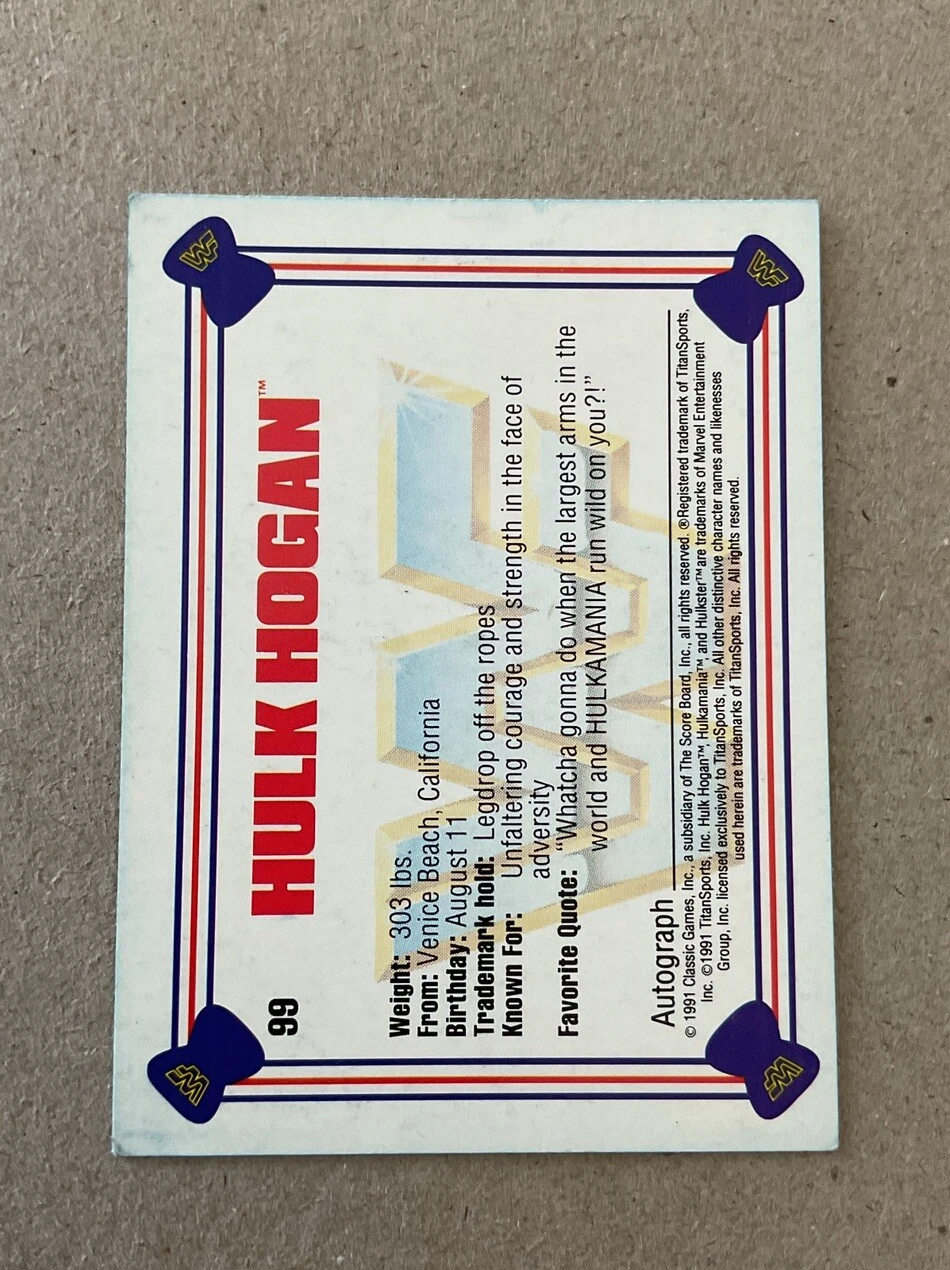 99
HULK HOGAN™
Weight: 303 lbs.
From: Venice Beach, California
Birthday: August 11
Trademark hold: Legdrop off the ropes
Known For: Unfaltering courage and strength in the face of
adversity
Favorite Quote: “Whatcha gonna do when the largest arms in the
world and HULKAMANIA run wild on you?!”
Autograph
© 1991 Classic Games, Inc., a subsidiary of The Score Board, Inc., all rights reserved. ®Registered trademark of TitanSports,
Inc. ©1991 TitanSports, Inc. Hulk Hogan™, Hulkamania™, and Hulkster™ are trademarks of Marvel Entertainment
Group, Inc. licensed exclusively to TitanSports, Inc. All other distinctive character names and likenesses
used herein are trademarks of TitanSports, Inc. All rights reserved.